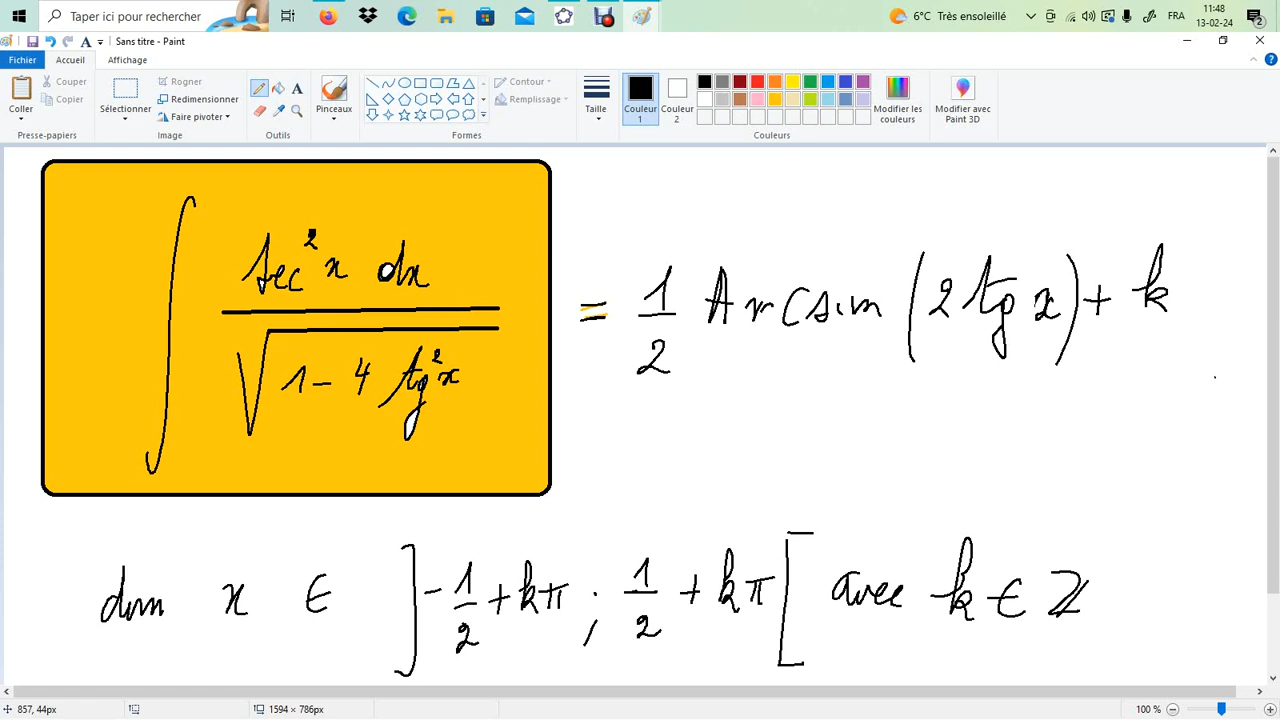 Taper ici pour rechercher
6°C Très ensoleillé
FRA
11:48
13-02-24
2
Sans titre - Paint
Fichier
Accueil
Affichage
Coller
Couper
Copier
Presse-papiers
Sélectionner
Rogner
Redimensionner
Faire pivoter
Image
Outils
Pinceaux
Formes
Contour
Remplissage
Taille
Couleur 1
Couleur 2
Couleurs
Modifier les couleurs
Modifier avec Paint 3D
∫ sec²x dx / √(1 - 4 tg²x) = 1/2 Arcsin (2 tg x) + k
dom x ∈ ]-1/2 + kπ ; 1/2 + kπ[ avec k ∈ ℤ
857, 44px
1594 × 786px
100 %